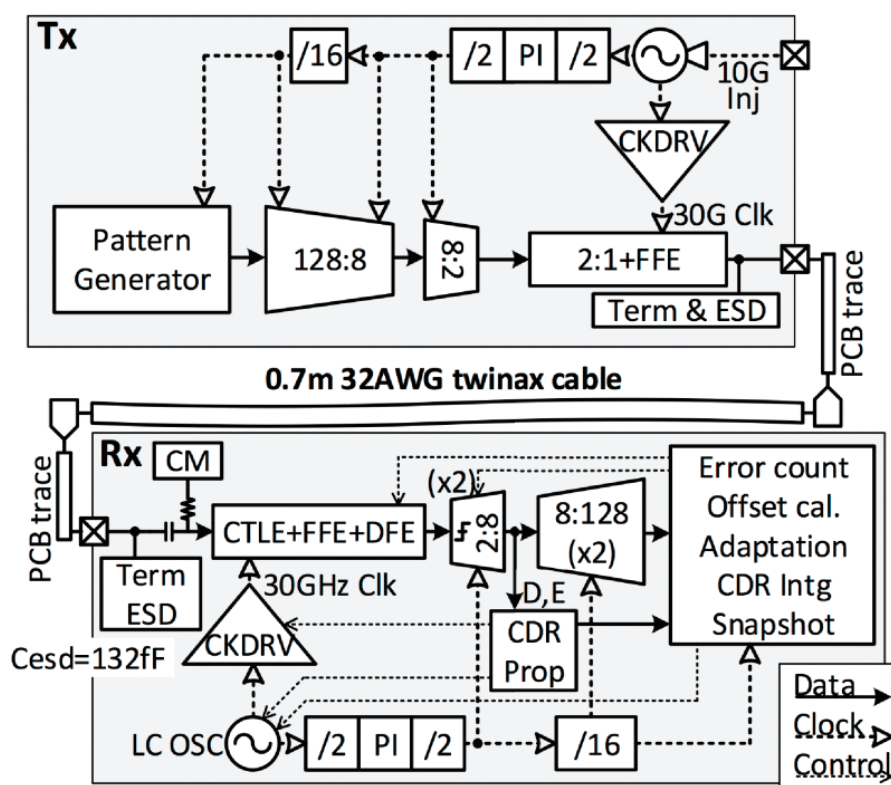 Tx
/16
/2
PI
/2
10G
Inj
CKDRV
30G Clk
Pattern
Generator
128:8
8:2
2:1+FFE
Term & ESD
PCB trace
0.7m 32AWG twinax cable
Rx
CM
PCB trace
(x2)
CTLE+FFE+DFE
2:8
8:128
(x2)
Error count
Offset cal.
Adaptation
CDR Intg
Snapshot
Term
ESD
30GHz Clk
D,E
CKDRV
CDR
Prop
Cesd=132fF
LC OSC
/2
PI
/2
/16
Data
Clock
Control